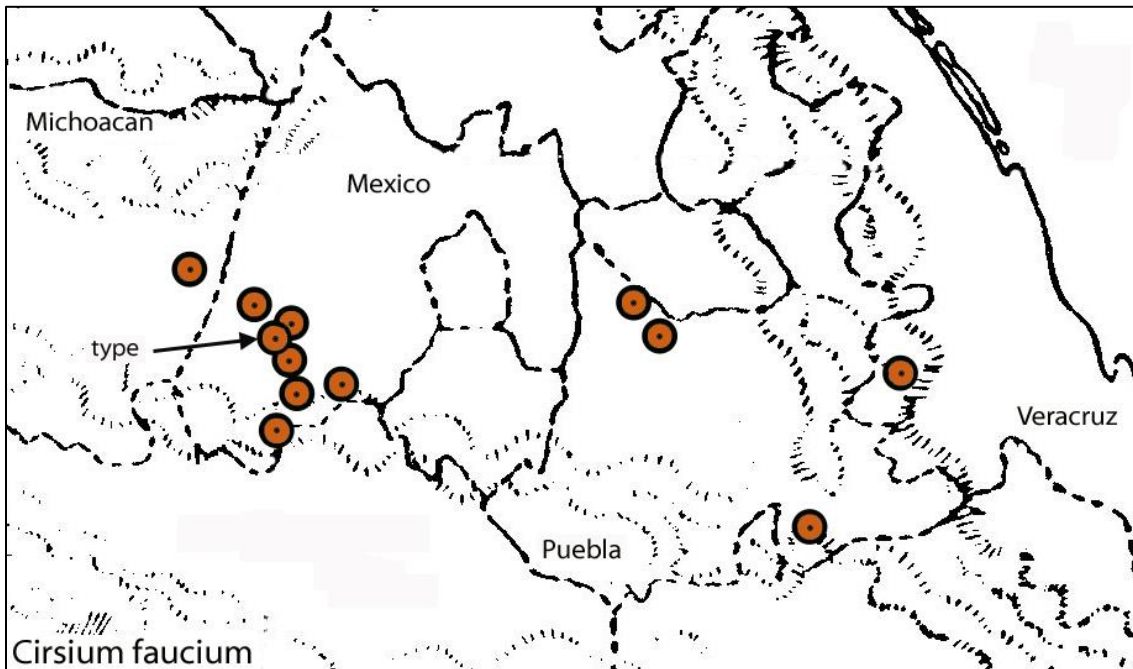 Michoacan
Mexico
type
Veracruz
Puebla
Cirsium faucium